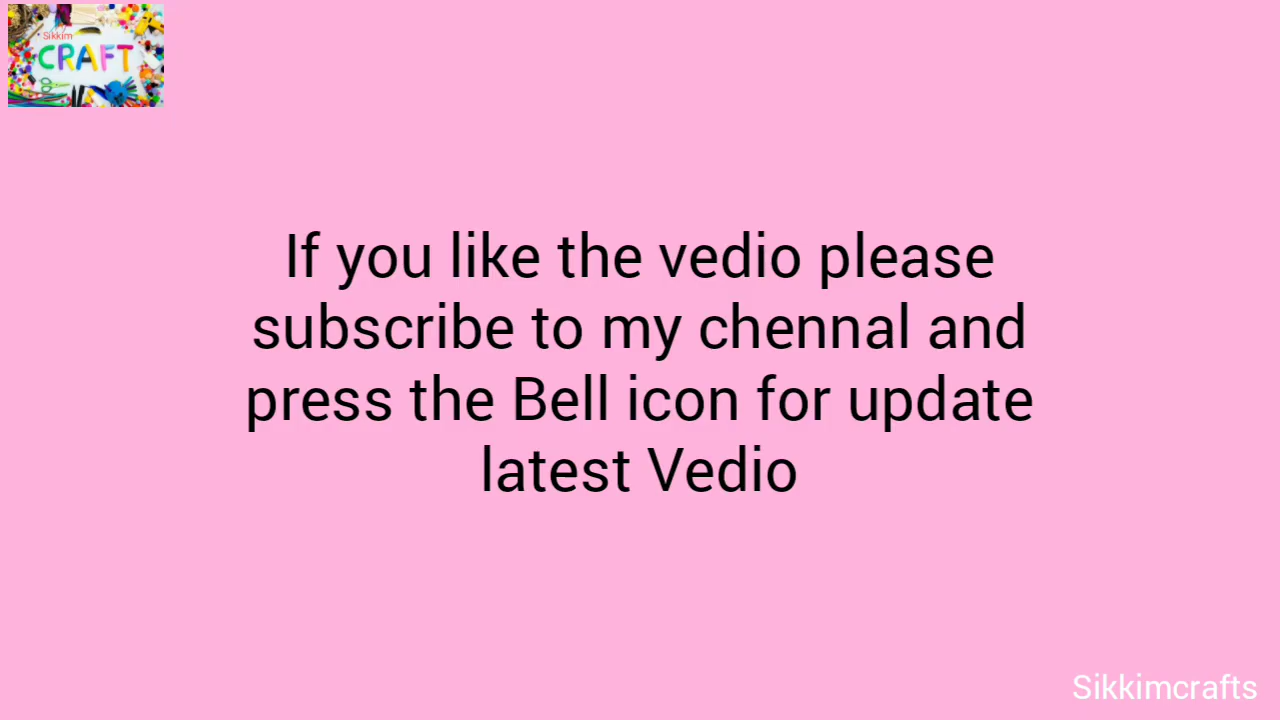 Sikkim
CRAFT
If you like the vedio please
subscribe to my chennal and
press the Bell icon for update
latest Vedio
Sikkimcrafts